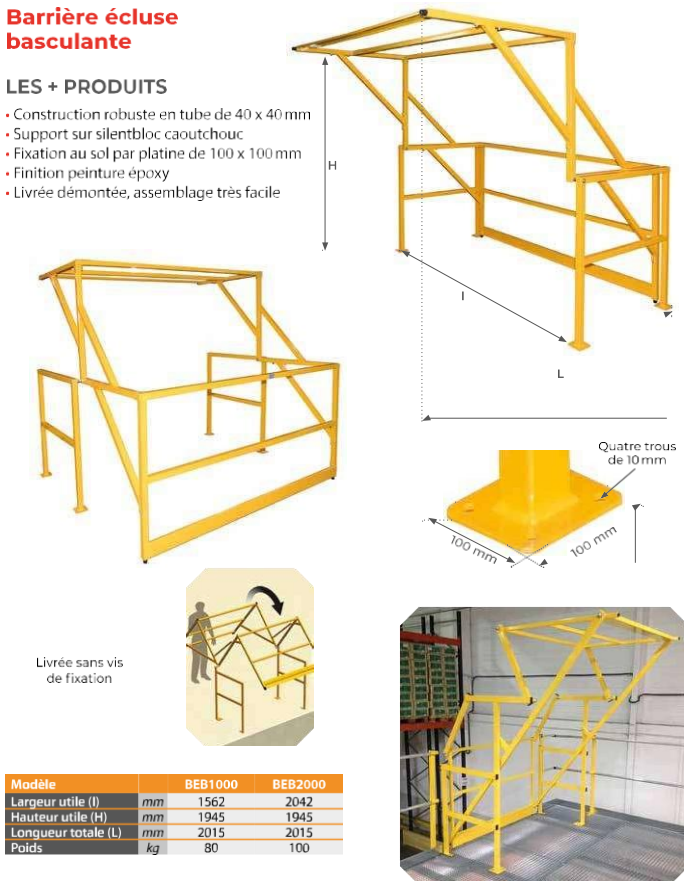 Barrière écluse
basculante
LES + PRODUITS
• Construction robuste en tube de 40 x 40 mm
• Support sur silentbloc caoutchouc
• Fixation au sol par platine de 100 x 100 mm
• Finition peinture époxy
• Livrée démontée, assemblage très facile
H
l
L
Quatre trous
de 10 mm
100 mm
100 mm
Livrée sans vis
de fixation
Modèle BEB1000 BEB2000
Largeur utile (l) mm 1562 2042
Hauteur utile (H) mm 1945 1945
Longueur totale (L) mm 2015 2015
Poids kg 80 100